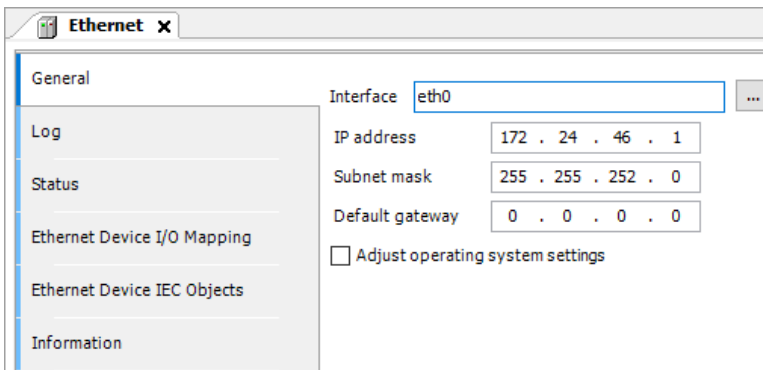 Ethernet
General
Interface eth0 ...
IP address 172 . 24 . 46 . 1
Log
Subnet mask 255 . 255 . 252 . 0
Status
Default gateway 0 . 0 . 0 . 0
Ethernet Device I/O Mapping
Adjust operating system settings
Ethernet Device IEC Objects
Information